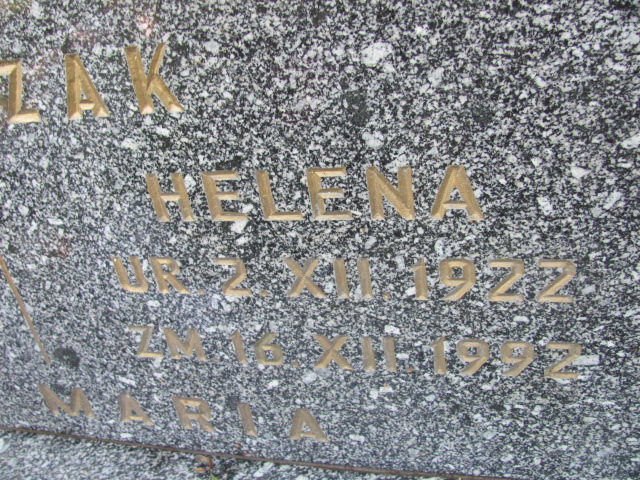 ZAK
HELENA
UR. 2. XII. 1922
ZM. 16. XII. 1992
MARIA